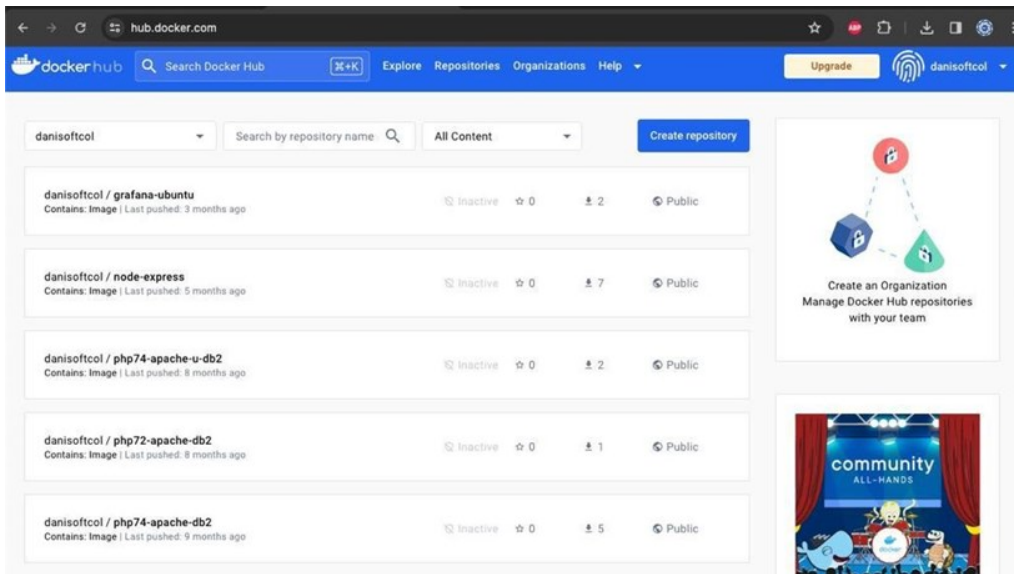 hub.docker.com
ABP
dockerhub
Search Docker Hub
⌘+K
Explore Repositories Organizations Help
Upgrade
danisoftcol
danisoftcol
Search by repository name
All Content
Create repository
danisoftcol / grafana-ubuntu
Contains: Image | Last pushed: 3 months ago
Inactive
0
2
Public
danisoftcol / node-express
Contains: Image | Last pushed: 5 months ago
Inactive
0
7
Public
danisoftcol / php74-apache-u-db2
Contains: Image | Last pushed: 8 months ago
Inactive
0
2
Public
danisoftcol / php72-apache-db2
Contains: Image | Last pushed: 8 months ago
Inactive
0
1
Public
danisoftcol / php74-apache-db2
Contains: Image | Last pushed: 9 months ago
Inactive
0
5
Public
Create an Organization
Manage Docker Hub repositories
with your team
community
ALL-HANDS
docker